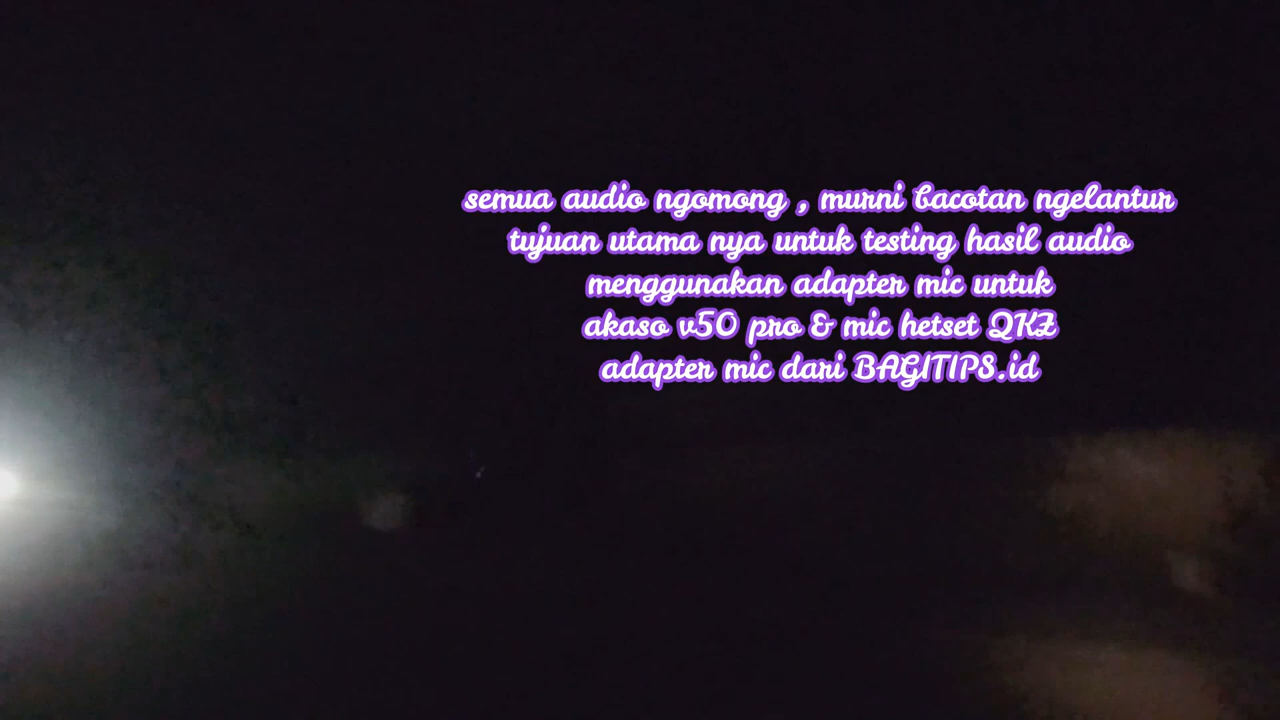 semua audio ngomong , murni bacotan ngelantur
tujuan utama nya untuk testing hasil audio
menggunakan adapter mic untuk
akaso v50 pro & mic hetset QKZ
adapter mic dari BAGITIPS.id